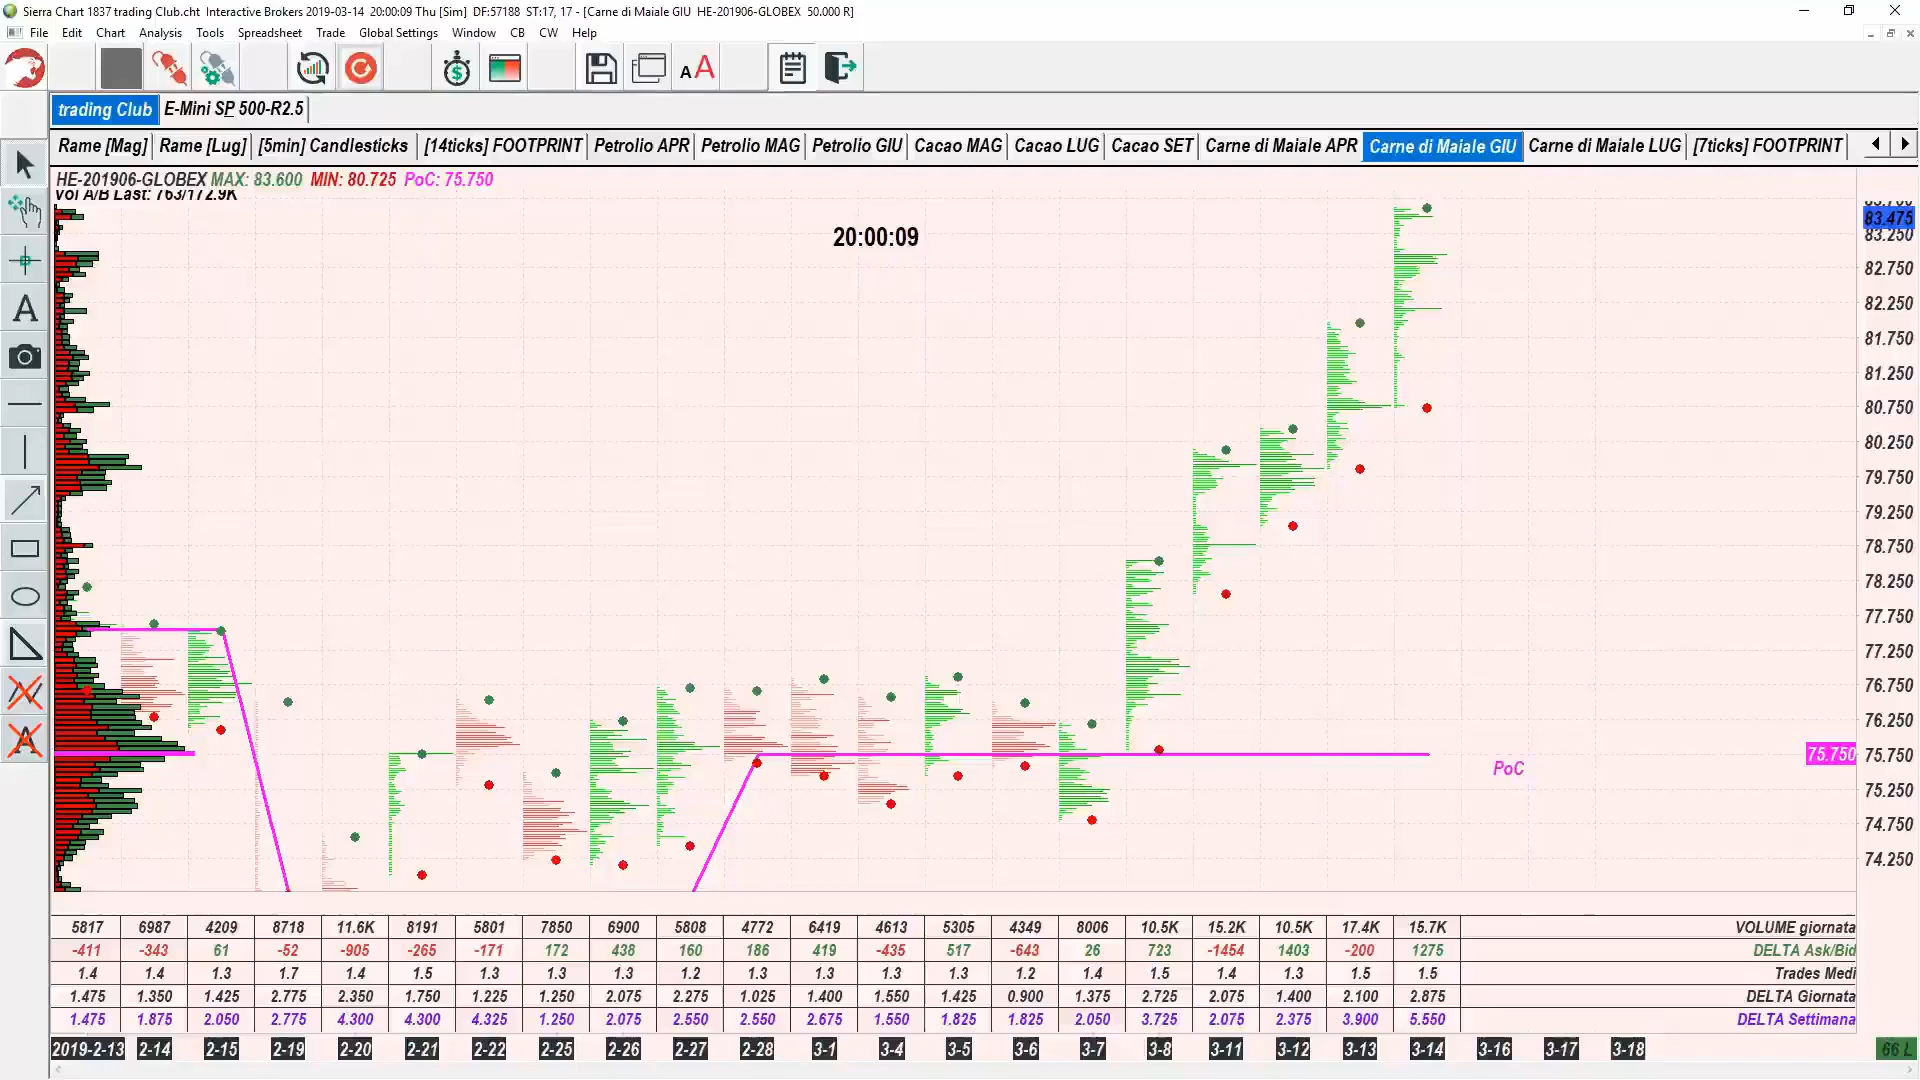 Sierra Chart 1837 trading Club.cht  Interactive Brokers 2019-03-14  20:00:09 Thu [Sim]  DF:57188  ST:17, 17 - [Carne di Maiale GIU  HE-201906-GLOBEX  50.000 R]
File Edit Chart Analysis Tools Spreadsheet Trade Global Settings Window CB CW Help
A A
trading Club E-Mini SP 500-R2.5
Rame [Mag] Rame [Lug] [5min] Candlesticks [14ticks] FOOTPRINT Petrolio APR Petrolio MAG Petrolio GIU Cacao MAG Cacao LUG Cacao SET Carne di Maiale APR Carne di Maiale GIU Carne di Maiale LUG [7ticks] FOOTPRINT
HE-201906-GLOBEX MAX: 83.600 MIN: 80.725 PoC: 75.750
Vol A/B Last: 763/172.9K
20:00:09
83.475
83.250
82.750
82.250
81.750
81.250
80.750
80.250
79.750
79.250
78.750
78.250
77.750
77.250
76.750
76.250
75.750 75.750
PoC
75.250
74.750
74.250
5817 6987 4209 8718 11.6K 8191 5801 7850 6900 5808 4772 6419 4613 5305 4349 8006 10.5K 15.2K 10.5K 17.4K 15.7K VOLUME giornata
-411 -343 61 -52 -905 -265 -171 172 438 160 186 419 -435 517 -643 26 723 -1454 1403 -200 1275 DELTA Ask/Bid
1.4 1.4 1.3 1.7 1.4 1.5 1.3 1.3 1.3 1.2 1.3 1.3 1.3 1.3 1.2 1.4 1.5 1.4 1.3 1.5 1.5 Trades Medi
1.475 1.350 1.425 2.775 2.350 1.750 1.225 1.250 2.075 2.275 1.025 1.400 1.550 1.425 0.900 1.375 2.725 2.075 1.400 2.100 2.875 DELTA Giornata
1.475 1.875 2.050 2.775 4.300 4.300 4.325 1.250 2.075 2.550 2.550 2.675 1.550 1.825 1.825 2.050 3.725 2.075 2.375 3.900 5.550 DELTA Settimana
2019-2-13 2-14 2-15 2-19 2-20 2-21 2-22 2-25 2-26 2-27 2-28 3-1 3-4 3-5 3-6 3-7 3-8 3-11 3-12 3-13 3-14 3-16 3-17 3-18 66 L